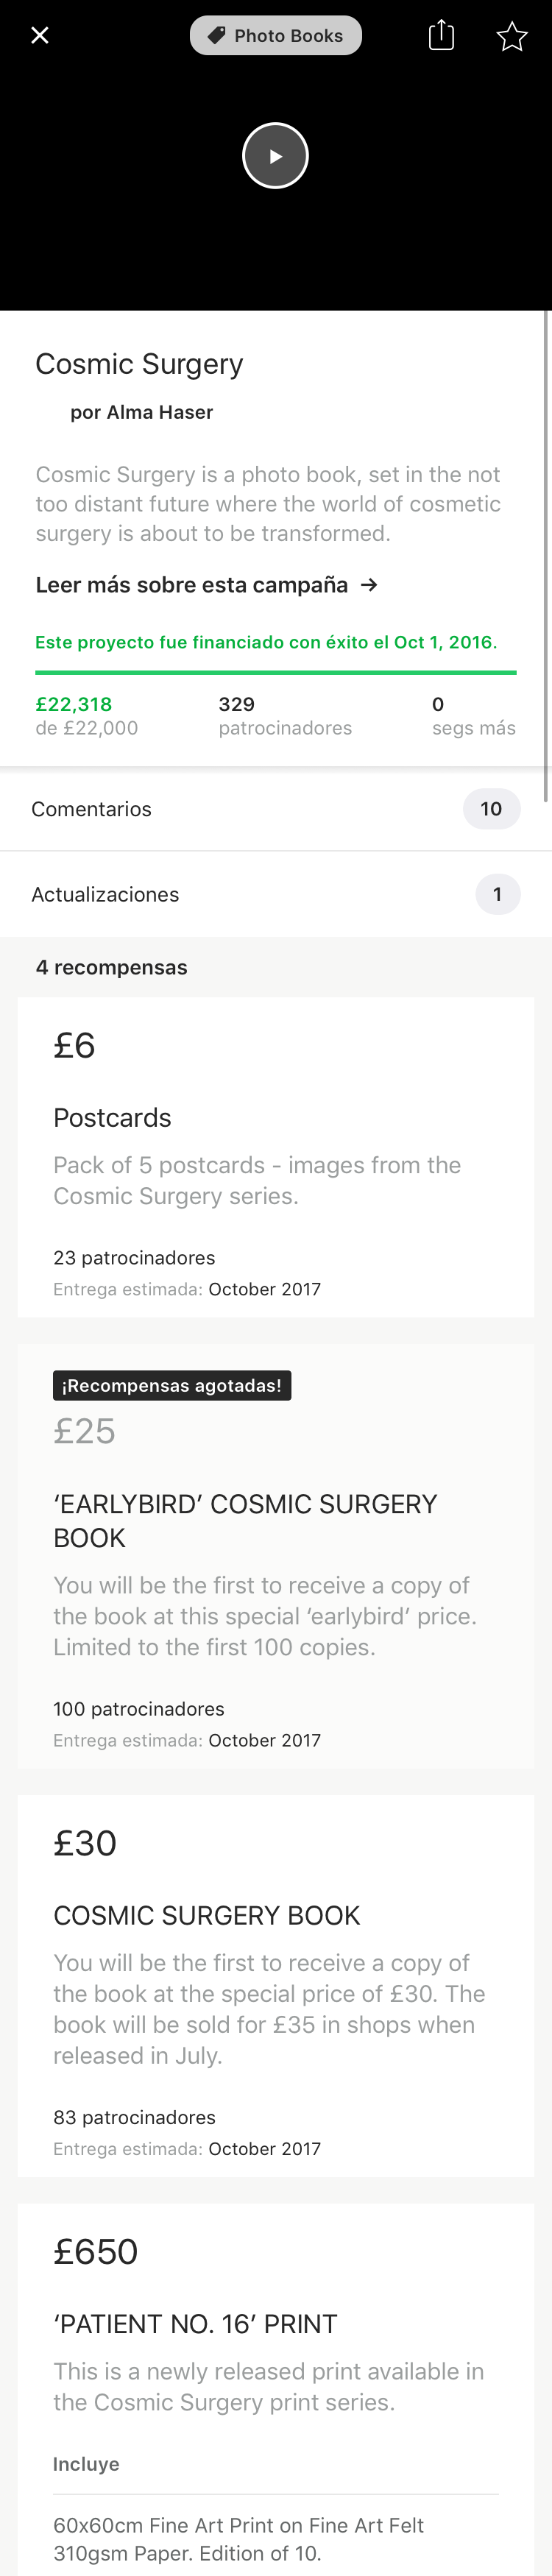 Photo Books
Cosmic Surgery
por Alma Haser
Cosmic Surgery is a photo book, set in the not
too distant future where the world of cosmetic
surgery is about to be transformed.
Leer más sobre esta campaña →
Este proyecto fue financiado con éxito el Oct 1, 2016.
£22,318
de £22,000
329
patrocinadores
0
segs más
Comentarios
10
Actualizaciones
1
4 recompensas
£6
Postcards
Pack of 5 postcards - images from the
Cosmic Surgery series.
23 patrocinadores
Entrega estimada: October 2017
¡Recompensas agotadas!
£25
‘EARLYBIRD’ COSMIC SURGERY
BOOK
You will be the first to receive a copy of
the book at this special ‘earlybird’ price.
Limited to the first 100 copies.
100 patrocinadores
Entrega estimada: October 2017
£30
COSMIC SURGERY BOOK
You will be the first to receive a copy of
the book at the special price of £30. The
book will be sold for £35 in shops when
released in July.
83 patrocinadores
Entrega estimada: October 2017
£650
‘PATIENT NO. 16’ PRINT
This is a newly released print available in
the Cosmic Surgery print series.
Incluye
60x60cm Fine Art Print on Fine Art Felt
310gsm Paper. Edition of 10.